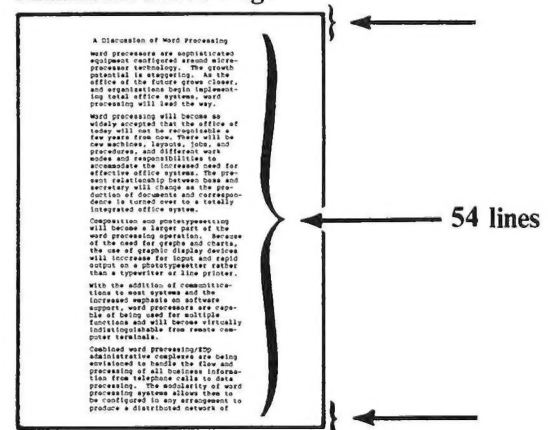 A Discussion of Word Processing
Word processors are sophisticated
equipment configured around micro-
processor technology. The growth
potential is staggering. As the
office of the future grows closer,
and organizations begin implement-
ing total office systems, word
processing will lead the way.
Word processing will become so
widely accepted that the office of
today will not be recognizable a
few years from now. There will be
new machines, layouts, jobs, and
procedures, and different work
modes and responsibilities to
accommodate the increased need for
effective office systems. The pre-
sent relationship between boss and
secretary will change as the pro-
duction of documents and correspon-
dence is turned over to a totally
integrated office system.
Composition and phototypesetting
will become a larger part of the
word processing operation. Because
of the need for graphs and charts,
the use of graphic display devices
will increase for input and rapid
output on a phototypesetter rather
than a typewriter or line printer.
With the addition of communitica-
tions to most systems and the
increased emphasis on software
support, word processors are capa-
ble of being used for multiple
functions and will become virtually
indistinguishable from remote com-
puter terminals.
Combined word processing/EDp
administrative complexes are being
envisioned to handle the flow and
processing of all business informa-
tion from telephone calls to data
processing. The modularity of word
processing systems allows them to
be configured in any arrangement to
produce a distributed network of
54 lines